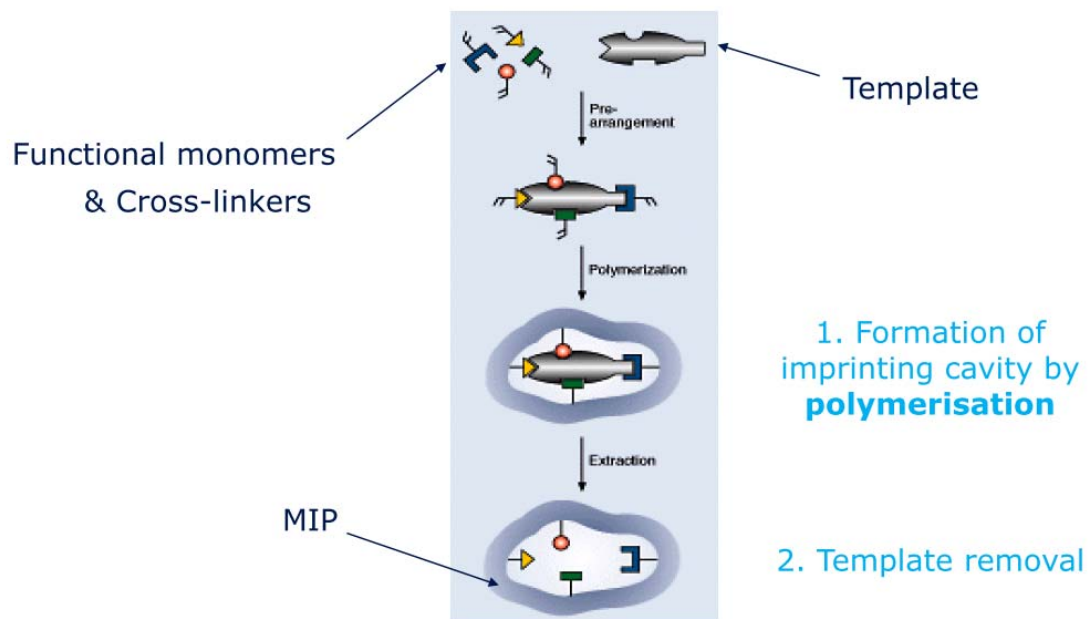 Template
Pre-
arrangement
Functional monomers
& Cross-linkers
Polymerization
1. Formation of
imprinting cavity by
polymerisation
Extraction
MIP
2. Template removal